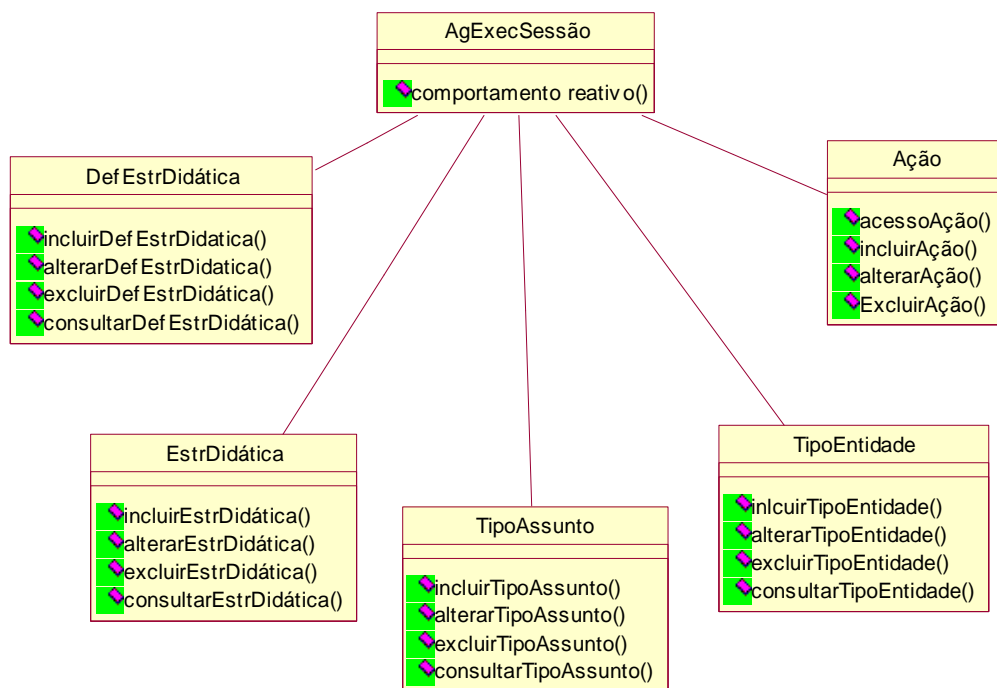 AgExecSessão
comportamento reativo()
DefEstrDidática
incluirDefEstrDidatica()
alterarDefEstrDidatica()
excluirDefEstrDidática()
consultarDefEstrDidática()
Ação
acessoAção()
incluirAção()
alterarAção()
ExcluirAção()
EstrDidática
incluirEstrDidática()
alterarEstrDidática()
excluirEstrDidática()
consultarEstrDidática()
TipoAssunto
incluirTipoAssunto()
alterarTipoAssunto()
excluirTipoAssunto()
consultarTipoAssunto()
TipoEntidade
inlcuirTipoEntidade()
alterarTipoEntidade()
excluirTipoEntidade()
consultarTipoEntidade()